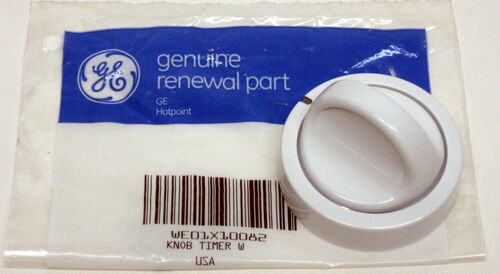 GE
genuine
renewal part
GE
Hotpoint
WE01X10082
KNOB TIMER W
USA